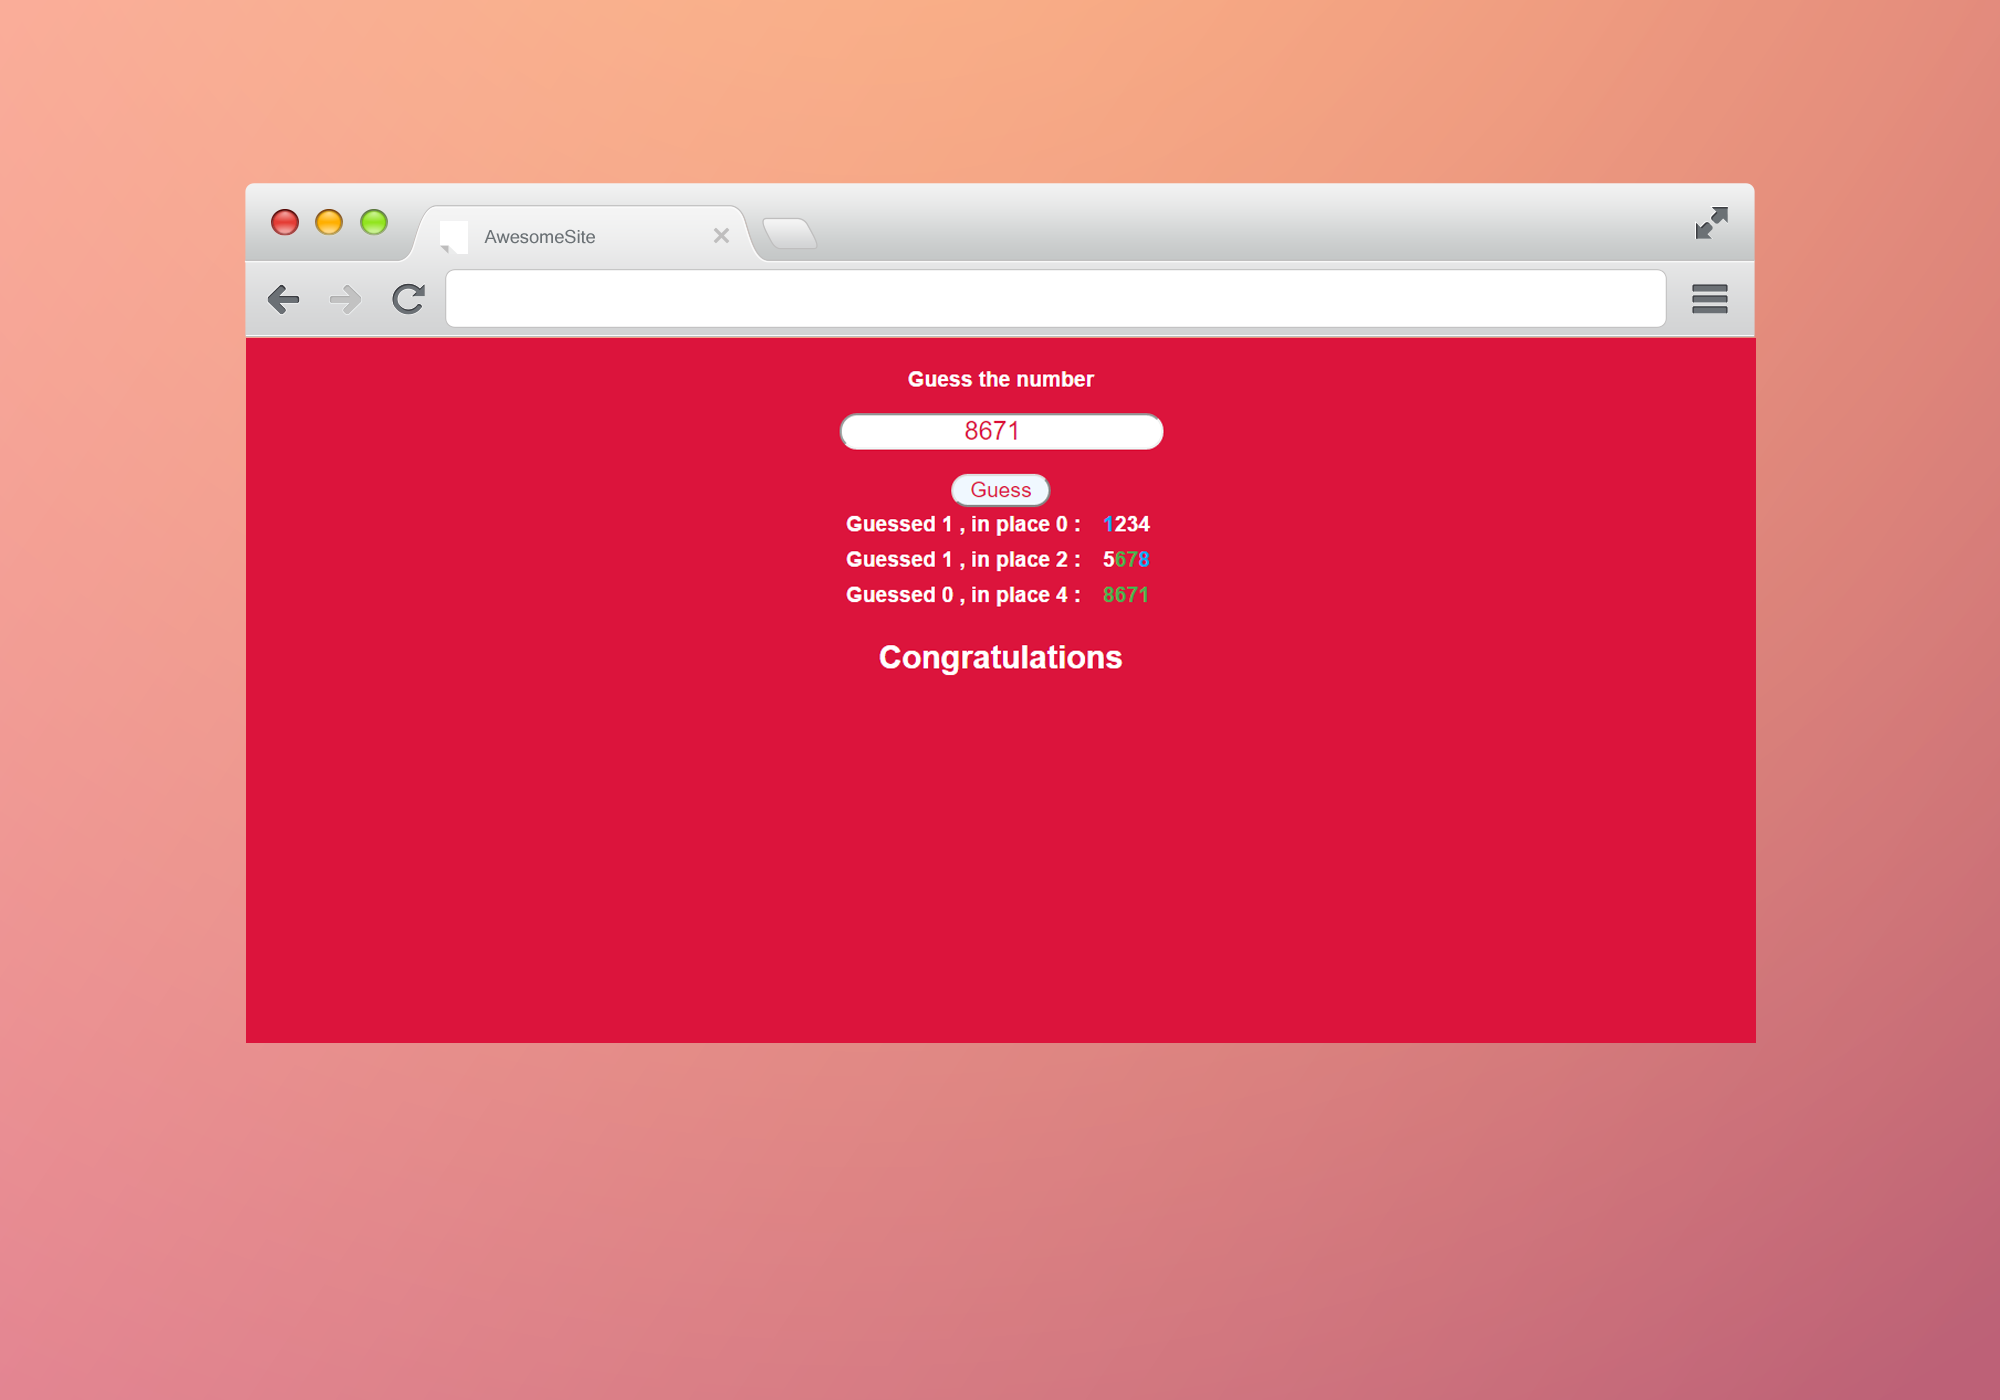 AwesomeSite
Guess the number
8671
Guess
Guessed 1 , in place 0 : 1234
Guessed 1 , in place 2 : 5678
Guessed 0 , in place 4 : 8671
Congratulations